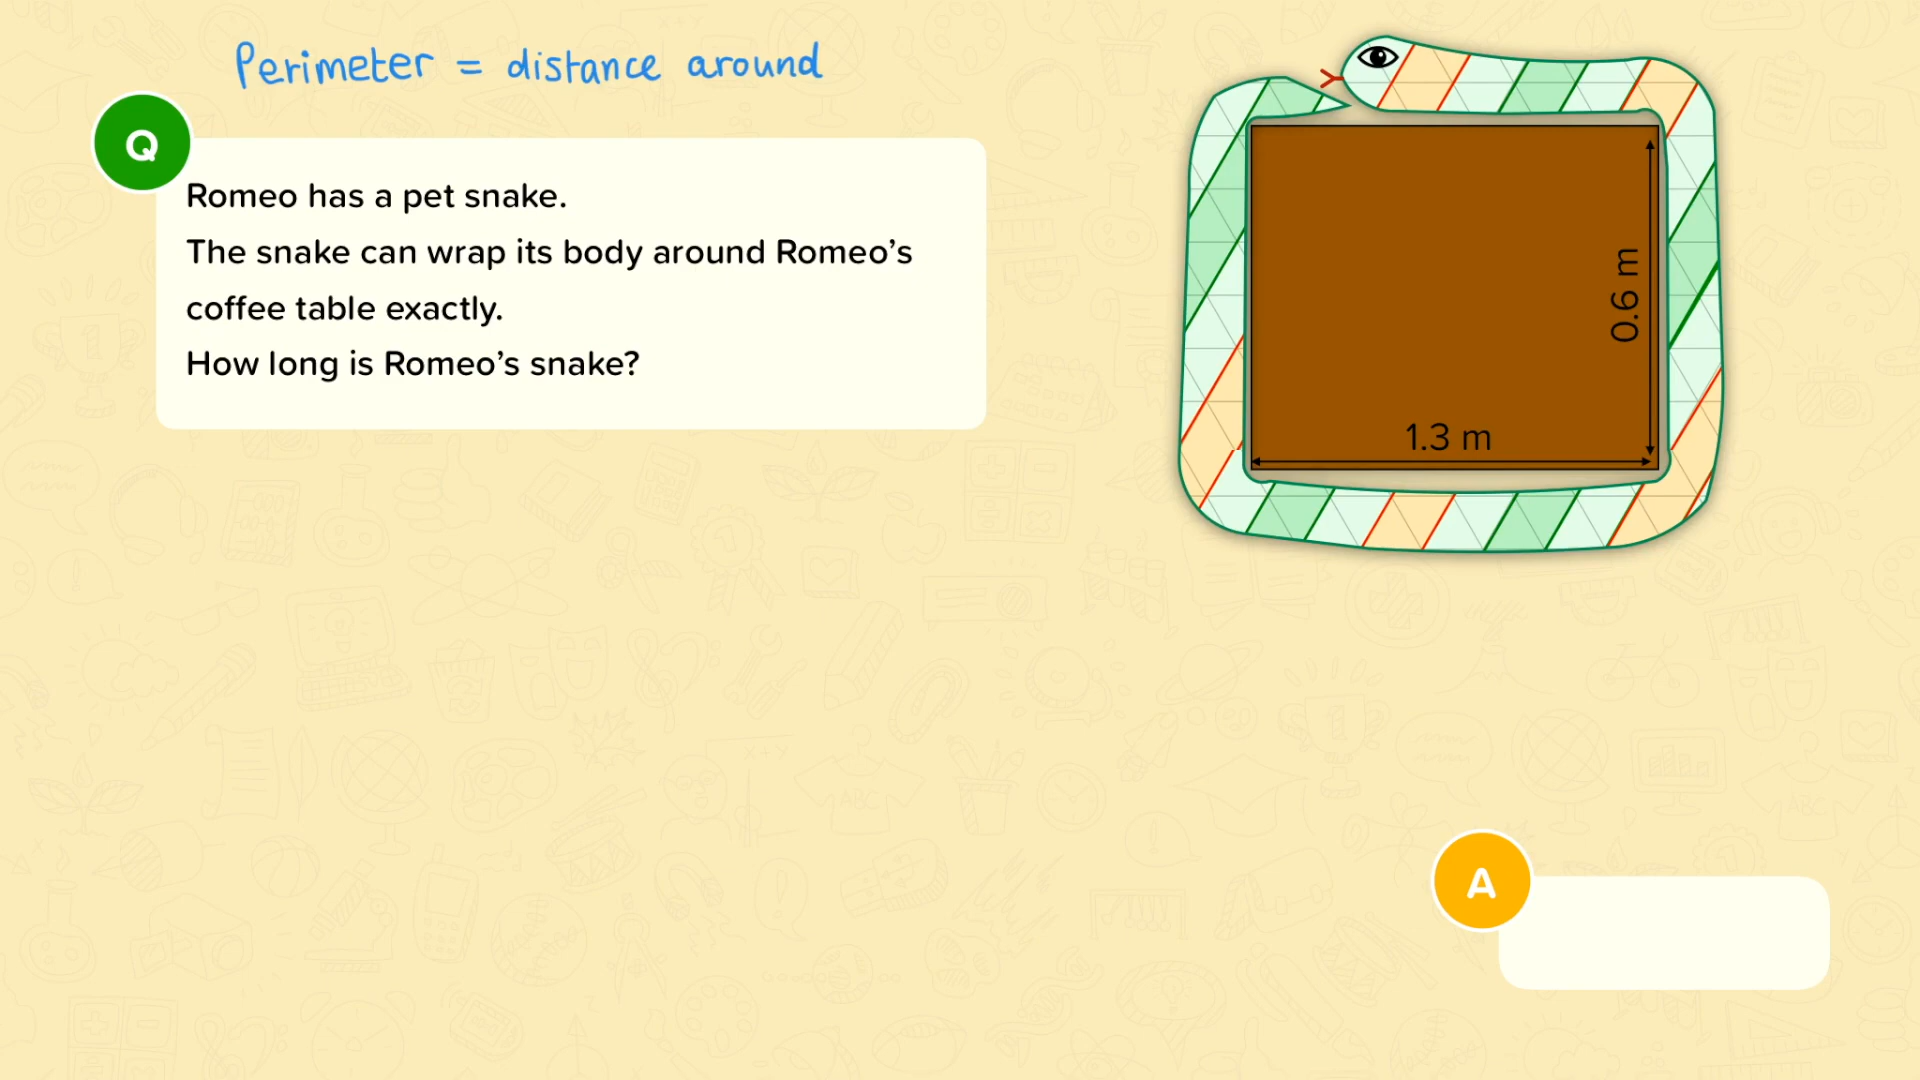 Perimeter = distance around
Q
Romeo has a pet snake.
The snake can wrap its body around Romeo’s
coffee table exactly.
How long is Romeo’s snake?
0.6 m
1.3 m
A